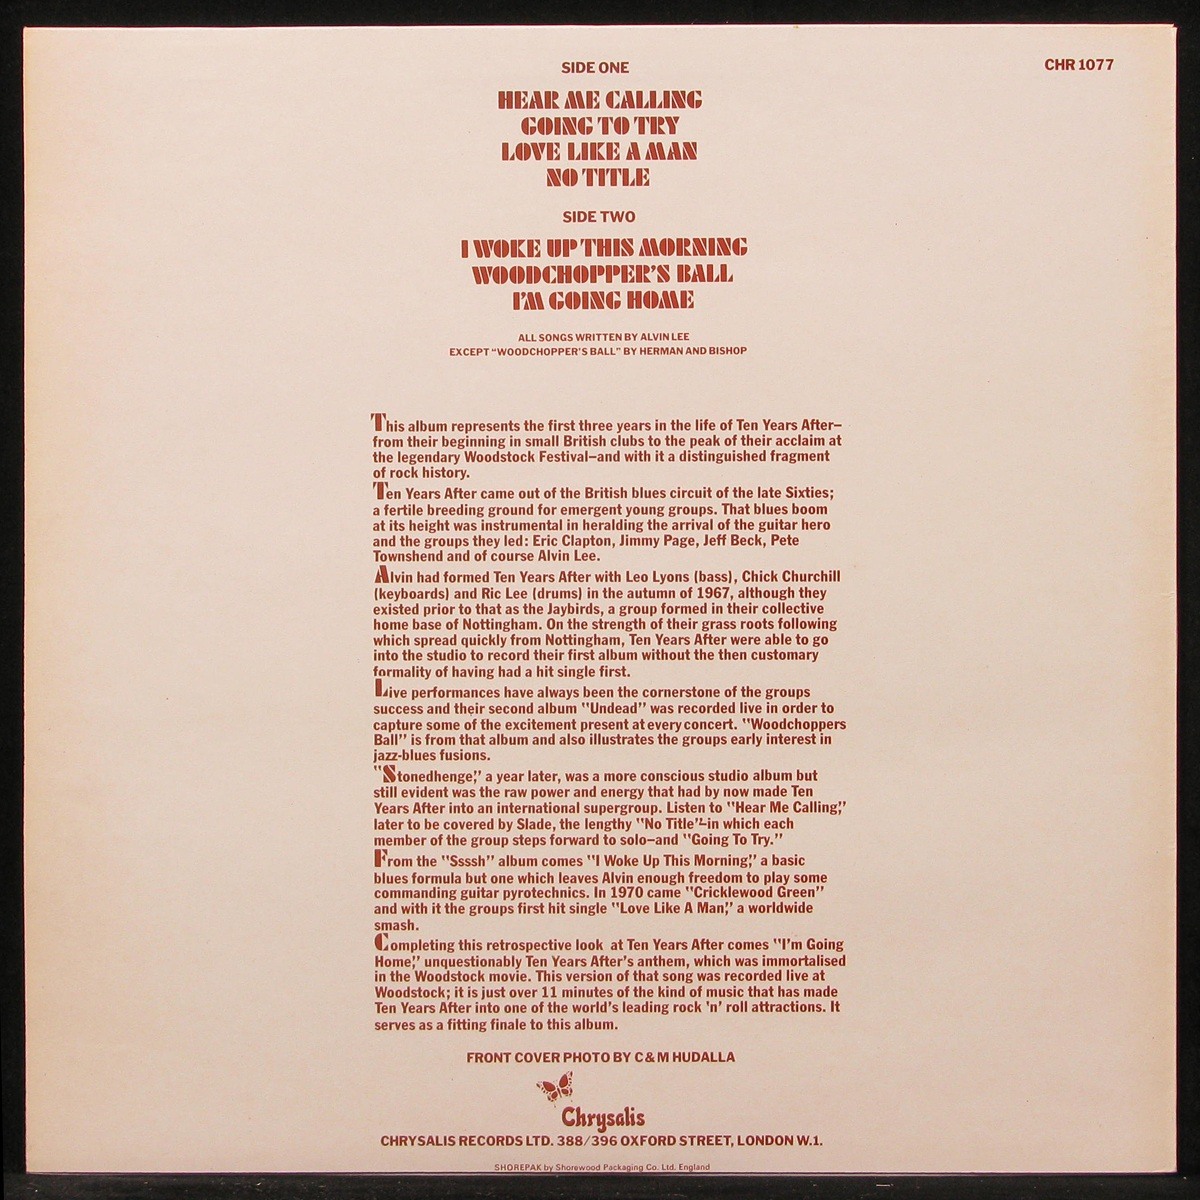 SIDE ONE
CHR 1077
HEAR ME CALLING
GOING TO TRY
LOVE LIKE A MAN
NO TITLE
SIDE TWO
I WOKE UP THIS MORNING
WOODCHOPPER'S BALL
I'M GOING HOME
ALL SONGS WRITTEN BY ALVIN LEE
EXCEPT "WOODCHOPPER'S BALL" BY HERMAN AND BISHOP
This album represents the first three years in the life of Ten Years After–
from their beginning in small British clubs to the peak of their acclaim at
the legendary Woodstock Festival–and with it a distinguished fragment
of rock history.
Ten Years After came out of the British blues circuit of the late Sixties;
a fertile breeding ground for emergent young groups. That blues boom
at its height was instrumental in heralding the arrival of the guitar hero
and the groups they led: Eric Clapton, Jimmy Page, Jeff Beck, Pete
Townshend and of course Alvin Lee.
Alvin had formed Ten Years After with Leo Lyons (bass), Chick Churchill
(keyboards) and Ric Lee (drums) in the autumn of 1967, although they
existed prior to that as the Jaybirds, a group formed in their collective
home base of Nottingham. On the strength of their grass roots following
which spread quickly from Nottingham, Ten Years After were able to go
into the studio to record their first album without the then customary
formality of having had a hit single first.
Live performances have always been the cornerstone of the groups
success and their second album "Undead" was recorded live in order to
capture some of the excitement present at every concert. "Woodchoppers
Ball" is from that album and also illustrates the groups early interest in
jazz-blues fusions.
"Stonedhenge," a year later, was a more conscious studio album but
still evident was the raw power and energy that had by now made Ten
Years After into an international supergroup. Listen to "Hear Me Calling,"
later to be covered by Slade, the lengthy "No Title"–in which each
member of the group steps forward to solo–and "Going To Try."
From the "Ssssh" album comes "I Woke Up This Morning," a basic
blues formula but one which leaves Alvin enough freedom to play some
commanding guitar pyrotechnics. In 1970 came "Cricklewood Green"
and with it the groups first hit single "Love Like A Man," a worldwide
smash.
Completing this retrospective look at Ten Years After comes "I'm Going
Home," unquestionably Ten Years After's anthem, which was immortalised
in the Woodstock movie. This version of that song was recorded live at
Woodstock; it is just over 11 minutes of the kind of music that has made
Ten Years After into one of the world's leading rock 'n' roll attractions. It
serves as a fitting finale to this album.
FRONT COVER PHOTO BY C & M HUDALLA
Chrysalis
CHRYSALIS RECORDS LTD. 388/396 OXFORD STREET, LONDON W.1.
SHOREPAK by Shorewood Packaging Co. Ltd. England